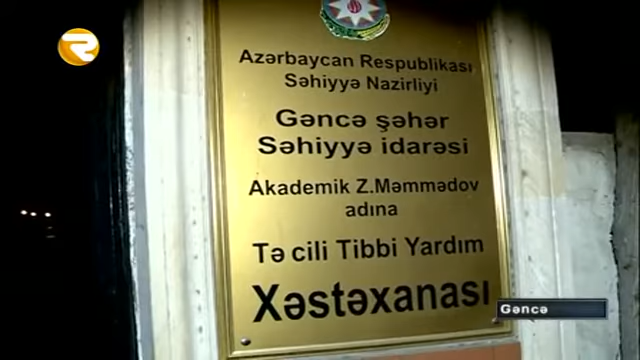 Azərbaycan Respublikası
Səhiyyə Nazirliyi
Gəncə şəhər
Səhiyyə idarəsi
Akademik Z.Məmmədov
adına
Tə cili Tibbi Yardım
Xəstəxanası
Gəncə